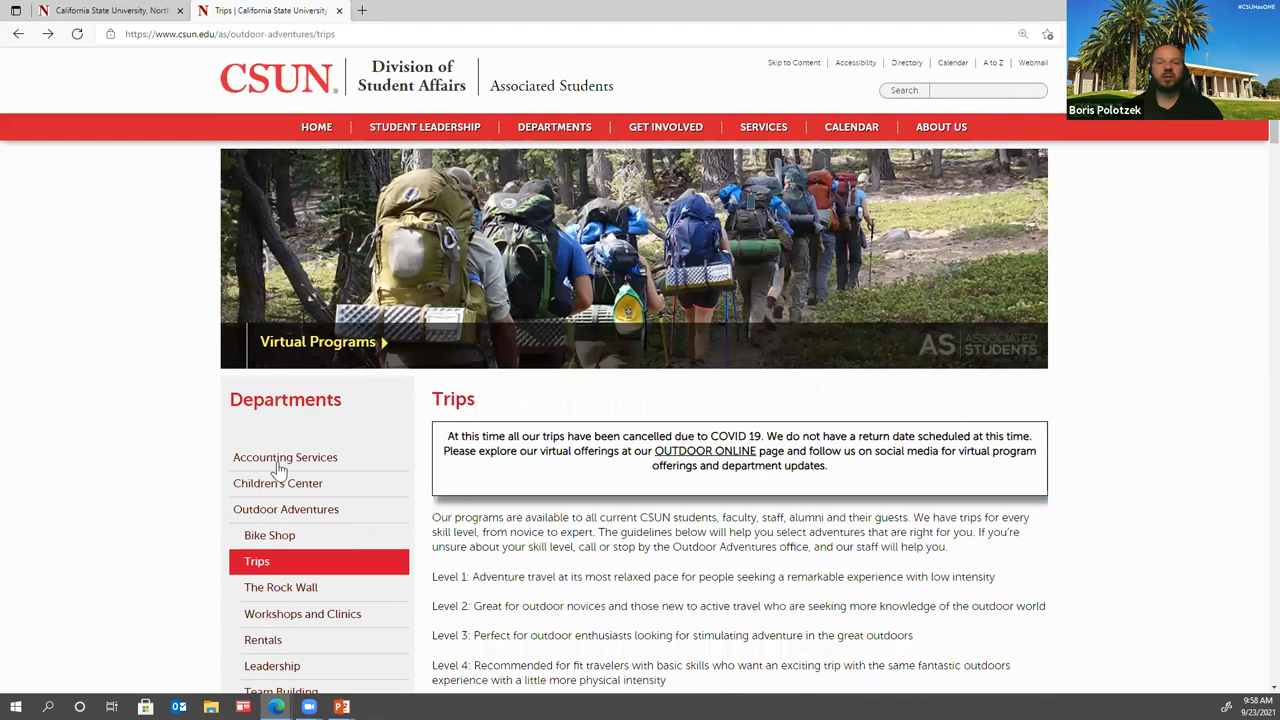 California State University, North
Trips | California State University
#CSUNasONE
https://www.csun.edu/as/outdoor-adventures/trips
Boris Polotzek
CSUN
Division of
Student Affairs
Associated Students
Skip to Content
Accessibility
Directory
Calendar
A to Z
Webmail
Search
HOME
STUDENT LEADERSHIP
DEPARTMENTS
GET INVOLVED
SERVICES
CALENDAR
ABOUT US
Virtual Programs
AS ASSOCIATED
STUDENTS
Departments
Accounting Services
Children's Center
Outdoor Adventures
Bike Shop
Trips
The Rock Wall
Workshops and Clinics
Rentals
Leadership
Team Building
Trips
At this time all our trips have been cancelled due to COVID 19. We do not have a return date scheduled at this time.
Please explore our virtual offerings at our OUTDOOR ONLINE page and follow us on social media for virtual program
offerings and department updates.
Our programs are available to all current CSUN students, faculty, staff, alumni and their guests. We have trips for every
skill level, from novice to expert. The guidelines below will help you select adventures that are right for you. If you're
unsure about your skill level, call or stop by the Outdoor Adventures office, and our staff will help you.
Level 1: Adventure travel at its most relaxed pace for people seeking a remarkable experience with low intensity
Level 2: Great for outdoor novices and those new to active travel who are seeking more knowledge of the outdoor world
Level 3: Perfect for outdoor enthusiasts looking for stimulating adventure in the great outdoors
Level 4: Recommended for fit travelers with basic skills who want an exciting trip with the same fantastic outdoors
experience with a little more physical intensity
9:58 AM
9/23/2021